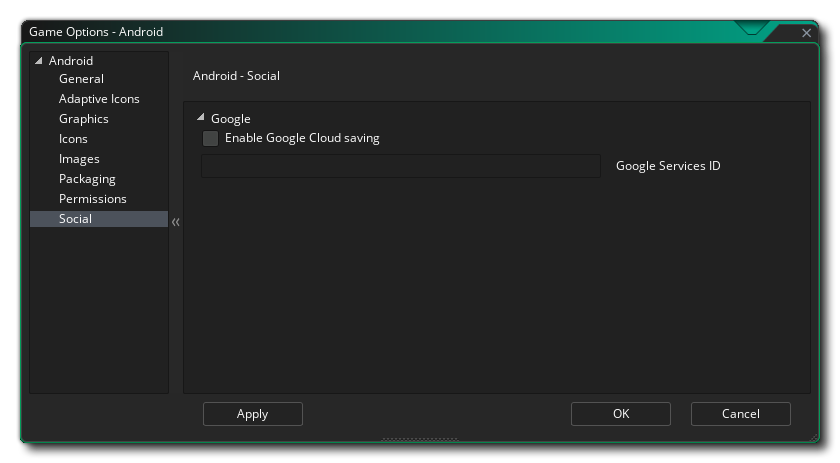 Game Options - Android
Android
General
Adaptive Icons
Graphics
Icons
Images
Packaging
Permissions
Social
Android - Social
Google
Enable Google Cloud saving
Google Services ID
Apply
OK
Cancel